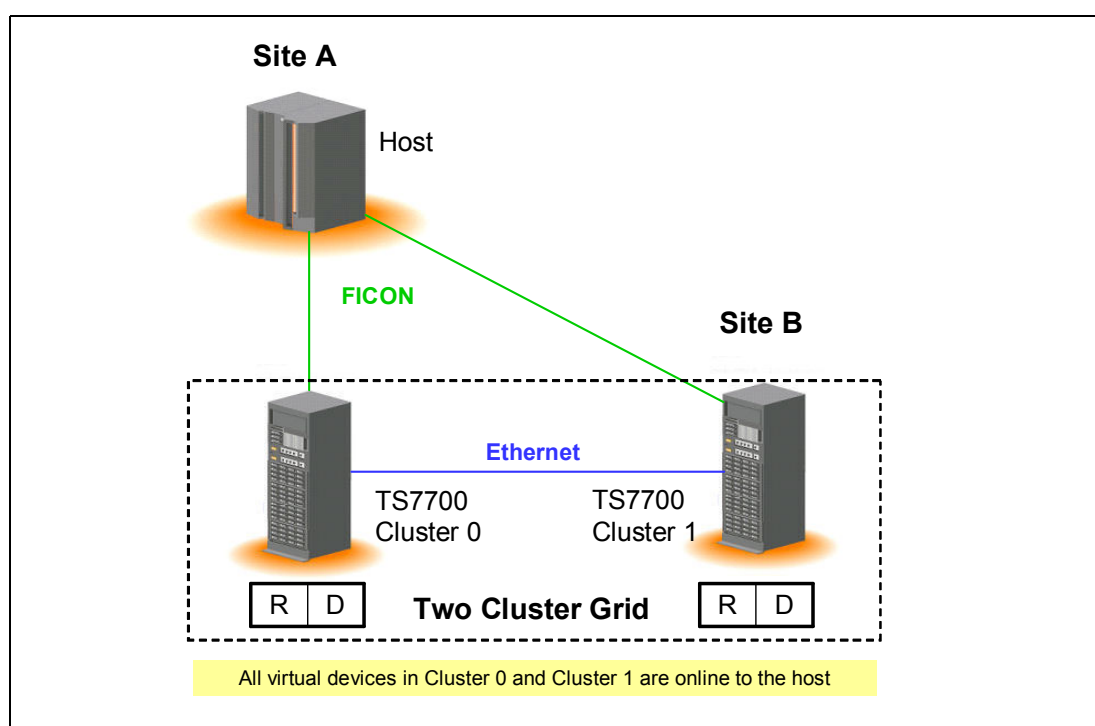 Site A
Host
FICON
Site B
Ethernet
TS7700
Cluster 0
TS7700
Cluster 1
R D
Two Cluster Grid
R D
All virtual devices in Cluster 0 and Cluster 1 are online to the host